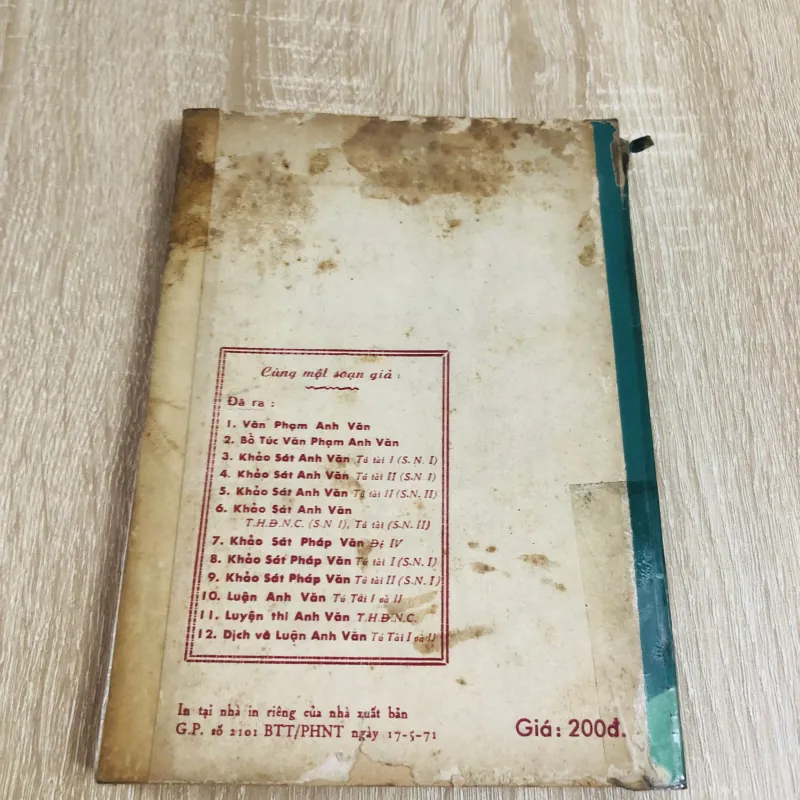 Cùng một soạn giả :
Đã ra :
1. Văn Phạm Anh Văn
2. Bồ Túc Văn Phạm Anh Văn
3. Khảo Sát Anh Văn Tú tài I (S.N. I)
4. Khảo Sát Anh Văn Tú tài II (S.N. I)
5. Khảo Sát Anh Văn Tú tài II (S.N. II)
6. Khảo Sát Anh Văn
T.H.Đ.N.C. (S.N I), Tú tài (S.N. II)
7. Khảo Sát Pháp Văn Đệ IV
8. Khảo Sát Pháp Văn Tú tài I (S.N. I)
9. Khảo Sát Pháp Văn Tú tài II (S.N. I)
10. Luận Anh Văn Tú Tài I và II
11. Luyện thi Anh Văn T.H.Đ.N.C.
12. Dịch và Luận Anh Văn Tú Tài I và II
In tại nhà in riêng của nhà xuất bản
G.P. số 2101 BTT/PHNT ngày 17-5-71
Giá: 200đ.